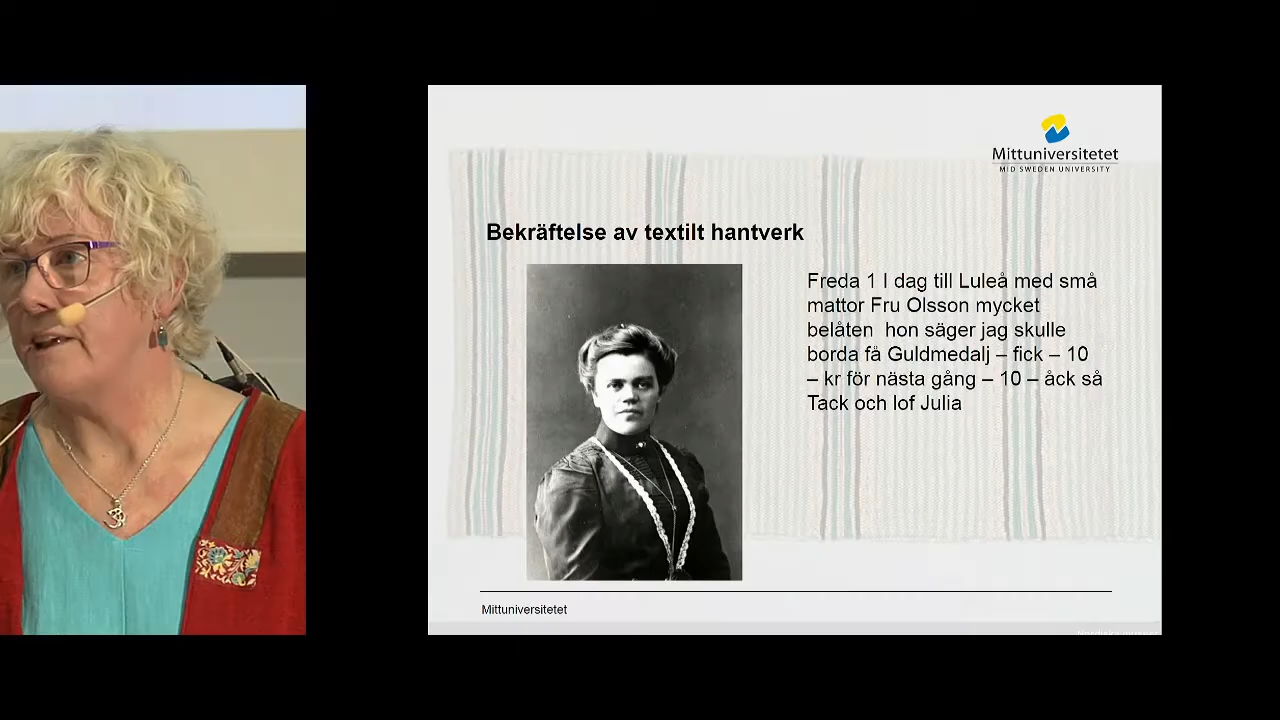 Mittuniversitetet
MID SWEDEN UNIVERSITY
Bekräftelse av textilt hantverk
Freda 1 I dag till Luleå med små
mattor Fru Olsson mycket
belåten hon säger jag skulle
borda få Guldmedalj – fick – 10
– kr för nästa gång – 10 – åck så
Tack och lof Julia
Mittuniversitetet